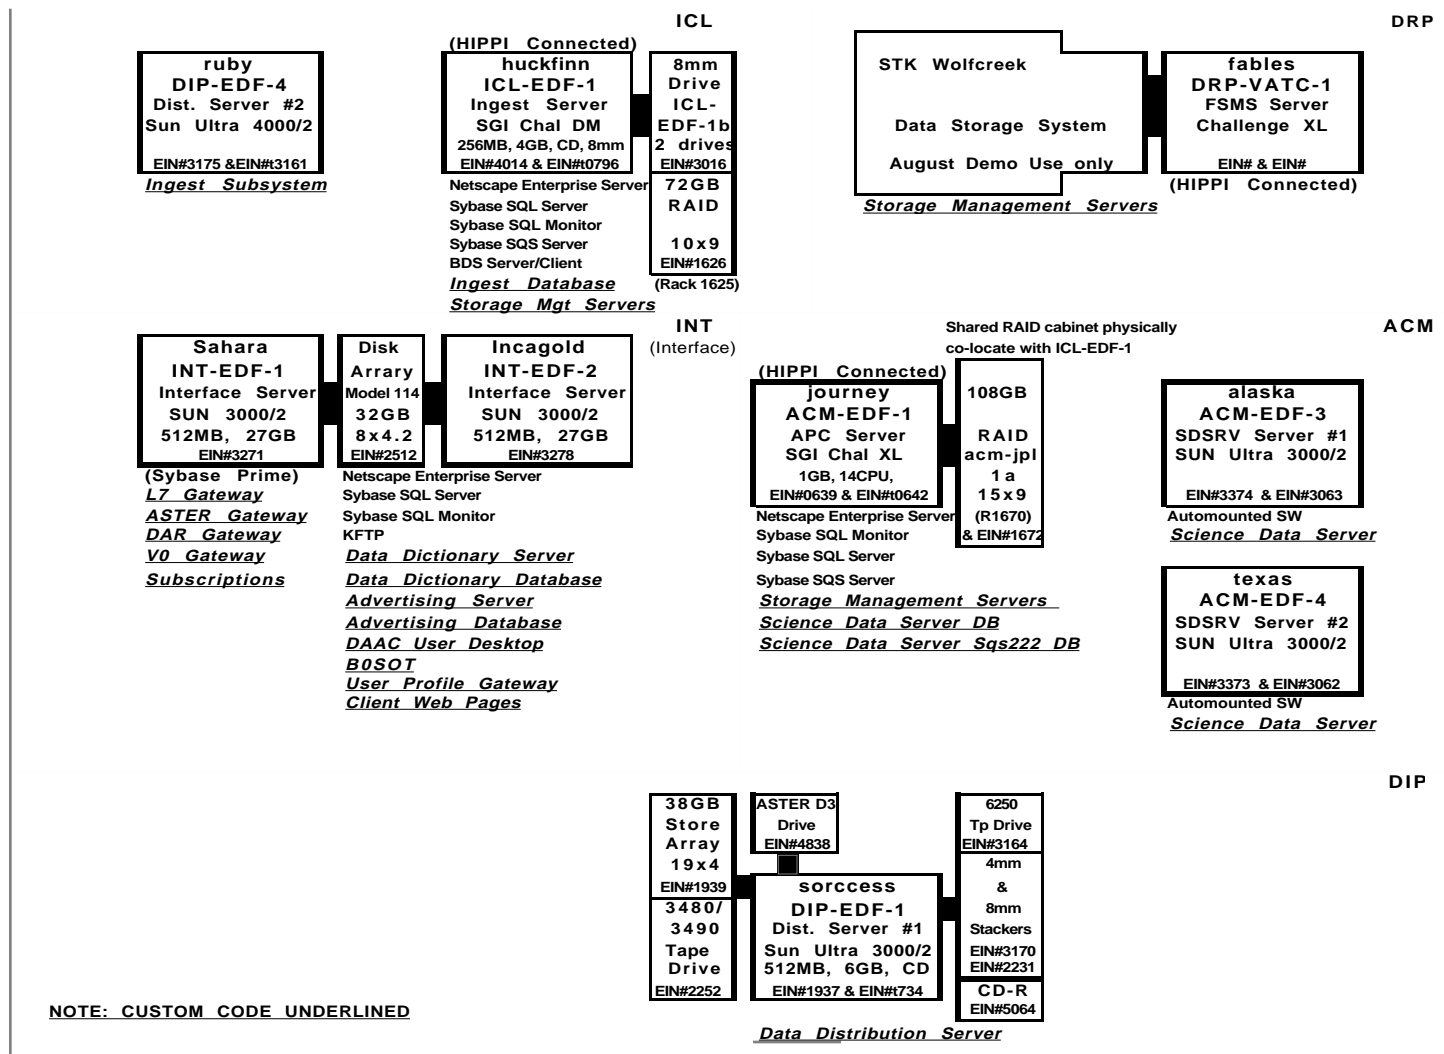 ICL
DRP
ruby
DIP-EDF-4
Dist. Server #2
Sun Ultra 4000/2
EIN#3175 &EIN#t3161
Ingest Subsystem
(HIPPI Connected)
huckfinn
ICL-EDF-1
Ingest Server
SGI Chal DM
256MB, 4GB, CD, 8mm
EIN#4014 & EIN#t0796
Netscape Enterprise Server
Sybase SQL Server
Sybase SQL Monitor
Sybase SQS Server
BDS Server/Client
Ingest Database
Storage Mgt Servers
8mm
Drive
ICL-
EDF-1b
2 drives
EIN#3016
72GB
RAID
10x9
EIN#1626
(Rack 1625)
STK Wolfcreek
Data Storage System
August Demo Use only
Storage Management Servers
fables
DRP-VATC-1
FSMS Server
Challenge XL
EIN# & EIN#
(HIPPI Connected)
INT
(Interface)
ACM
Sahara
INT-EDF-1
Interface Server
SUN 3000/2
512MB, 27GB
EIN#3271
(Sybase Prime)
L7 Gateway
ASTER Gateway
DAR Gateway
V0 Gateway
Subscriptions
Disk
Arrary
Model 114
32GB
8x4.2
EIN#2512
Incagold
INT-EDF-2
Interface Server
SUN 3000/2
512MB, 27GB
EIN#3278
Netscape Enterprise Server
Sybase SQL Server
Sybase SQL Monitor
KFTP
Data Dictionary Server
Data Dictionary Database
Advertising Server
Advertising Database
DAAC User Desktop
B0SOT
User Profile Gateway
Client Web Pages
Shared RAID cabinet physically
co-locate with ICL-EDF-1
(HIPPI Connected)
journey
ACM-EDF-1
APC Server
SGI Chal XL
1GB, 14CPU,
EIN#0639 & EIN#t0642
Netscape Enterprise Server
Sybase SQL Monitor
Sybase SQL Server
Sybase SQS Server
Storage Management Servers
Science Data Server DB
Science Data Server Sqs222 DB
108GB
RAID
acm-jpl
1a
15x9
(R1670)
& EIN#1672
alaska
ACM-EDF-3
SDSRV Server #1
SUN Ultra 3000/2
EIN#3374 & EIN#3063
Automounted SW
Science Data Server
texas
ACM-EDF-4
SDSRV Server #2
SUN Ultra 3000/2
EIN#3373 & EIN#3062
Automounted SW
Science Data Server
DIP
38GB
Store
Array
19x4
EIN#1939
3480/
3490
Tape
Drive
EIN#2252
ASTER D3
Drive
EIN#4838
sorccess
DIP-EDF-1
Dist. Server #1
Sun Ultra 3000/2
512MB, 6GB, CD
EIN#1937 & EIN#t734
Data Distribution Server
6250
Tp Drive
EIN#3164
4mm
&
8mm
Stackers
EIN#3170
EIN#2231
CD-R
EIN#5064
NOTE: CUSTOM CODE UNDERLINED